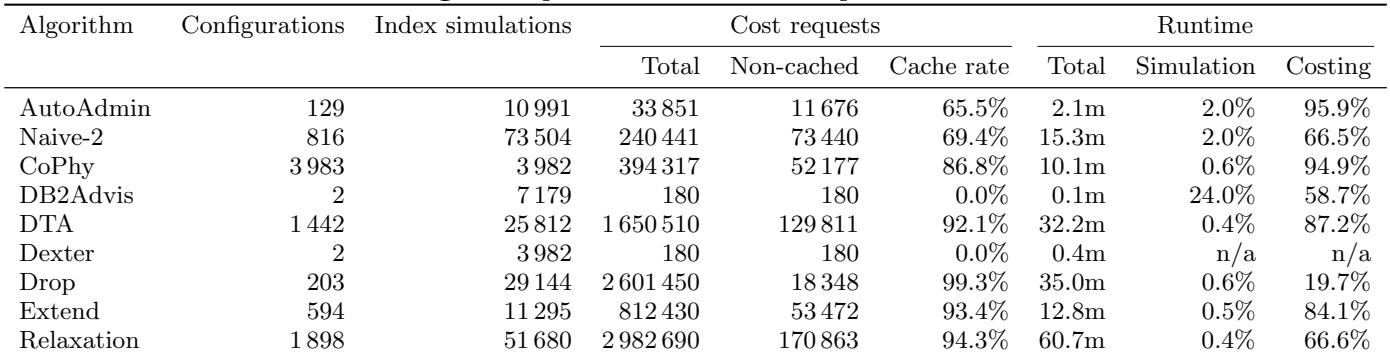 Algorithm Configurations Index simulations Cost requests Runtime
Total Non-cached Cache rate Total Simulation Costing
AutoAdmin 129 10 991 33 851 11 676 65.5% 2.1m 2.0% 95.9%
Naive-2 816 73 504 240 441 73 440 69.4% 15.3m 2.0% 66.5%
CoPhy 3 983 3 982 394 317 52 177 86.8% 10.1m 0.6% 94.9%
DB2Advis 2 7 179 180 180 0.0% 0.1m 24.0% 58.7%
DTA 1 442 25 812 1 650 510 129 811 92.1% 32.2m 0.4% 87.2%
Dexter 2 3 982 180 180 0.0% 0.4m n/a n/a
Drop 203 29 144 2 601 450 18 348 99.3% 35.0m 0.6% 19.7%
Extend 594 11 295 812 430 53 472 93.4% 12.8m 0.5% 84.1%
Relaxation 1 898 51 680 2 982 690 170 863 94.3% 60.7m 0.4% 66.6%